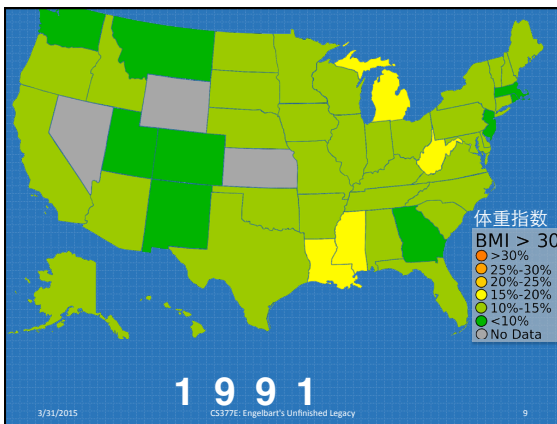 体重指数
BMI > 30
>30%
25%-30%
20%-25%
15%-20%
10%-15%
<10%
No Data
1991
3/31/2015
CS377E: Engelbart's Unfinished Legacy
9